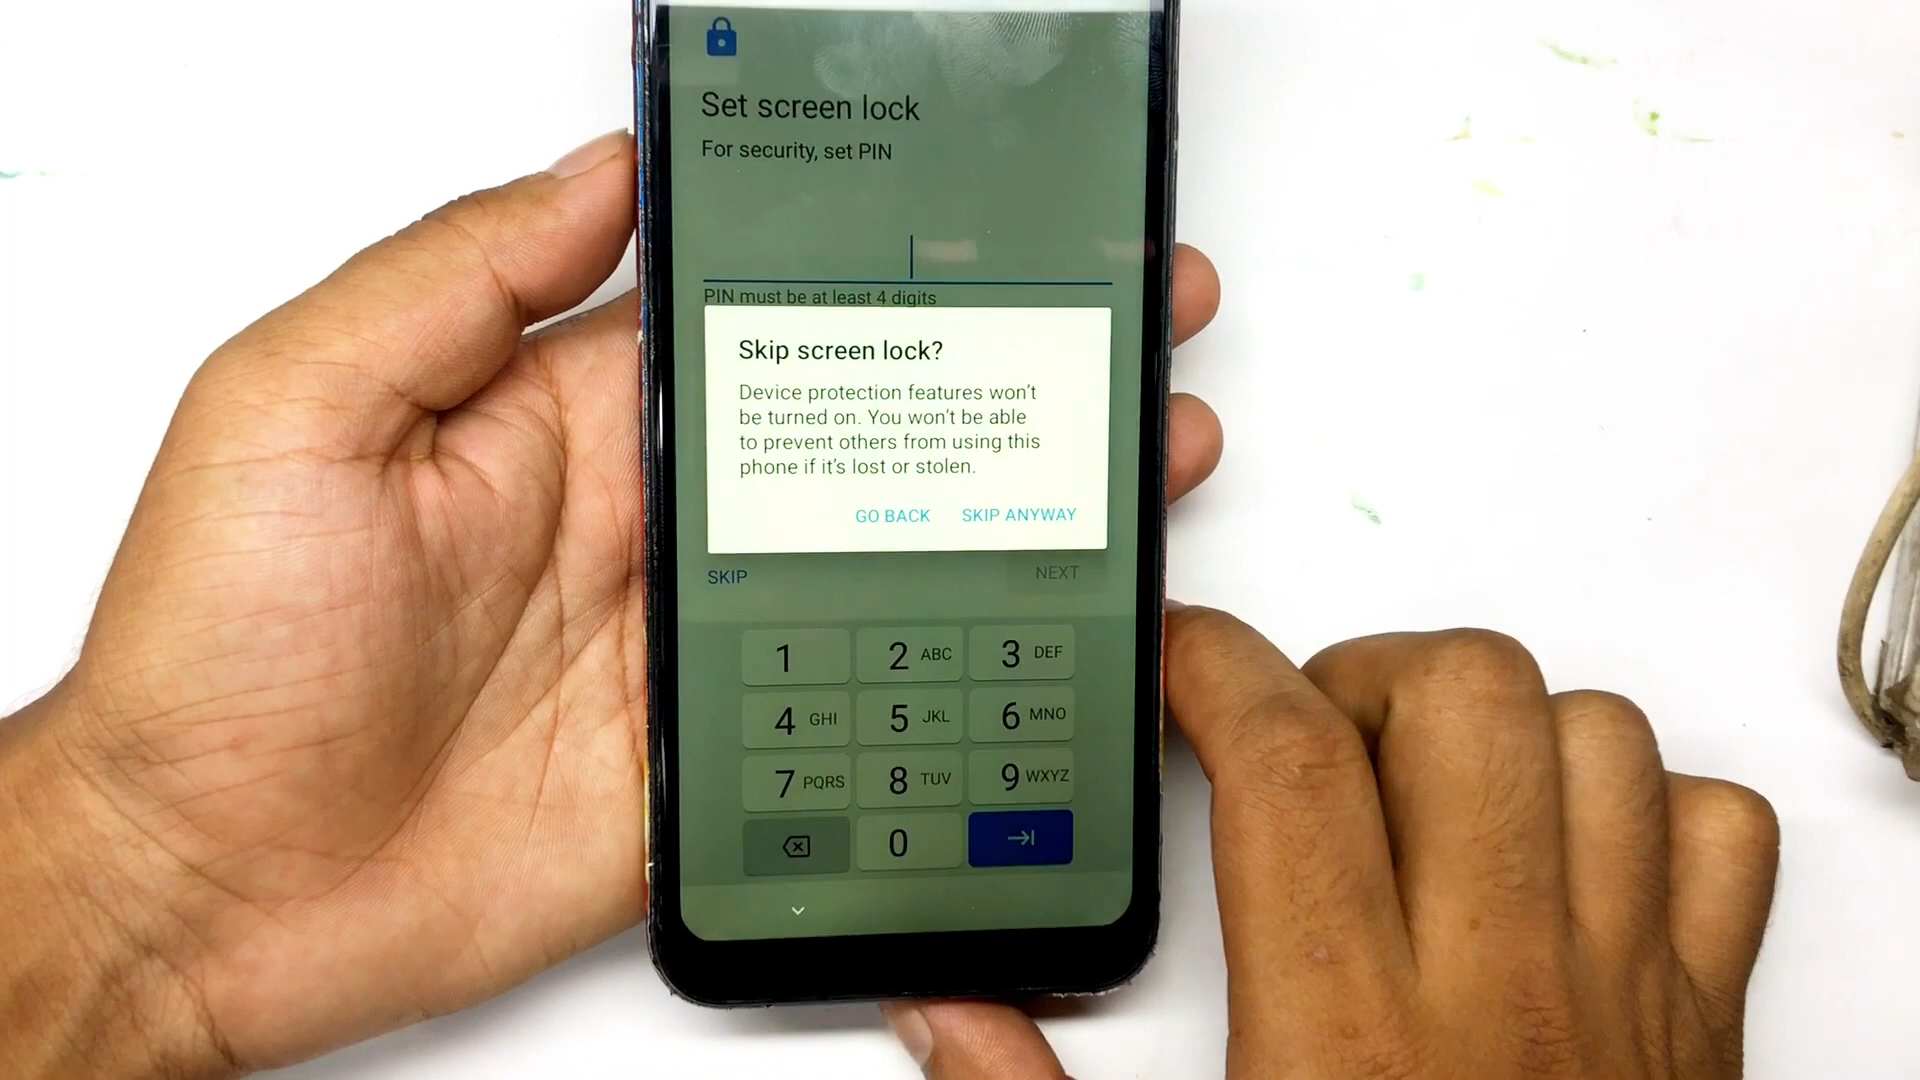 Set screen lock
For security, set PIN
PIN must be at least 4 digits
Skip screen lock?
Device protection features won't
be turned on. You won't be able
to prevent others from using this
phone if it's lost or stolen.
GO BACK SKIP ANYWAY
SKIP NEXT
1 2 ABC 3 DEF
4 GHI 5 JKL 6 MNO
7 PQRS 8 TUV 9 WXYZ
0